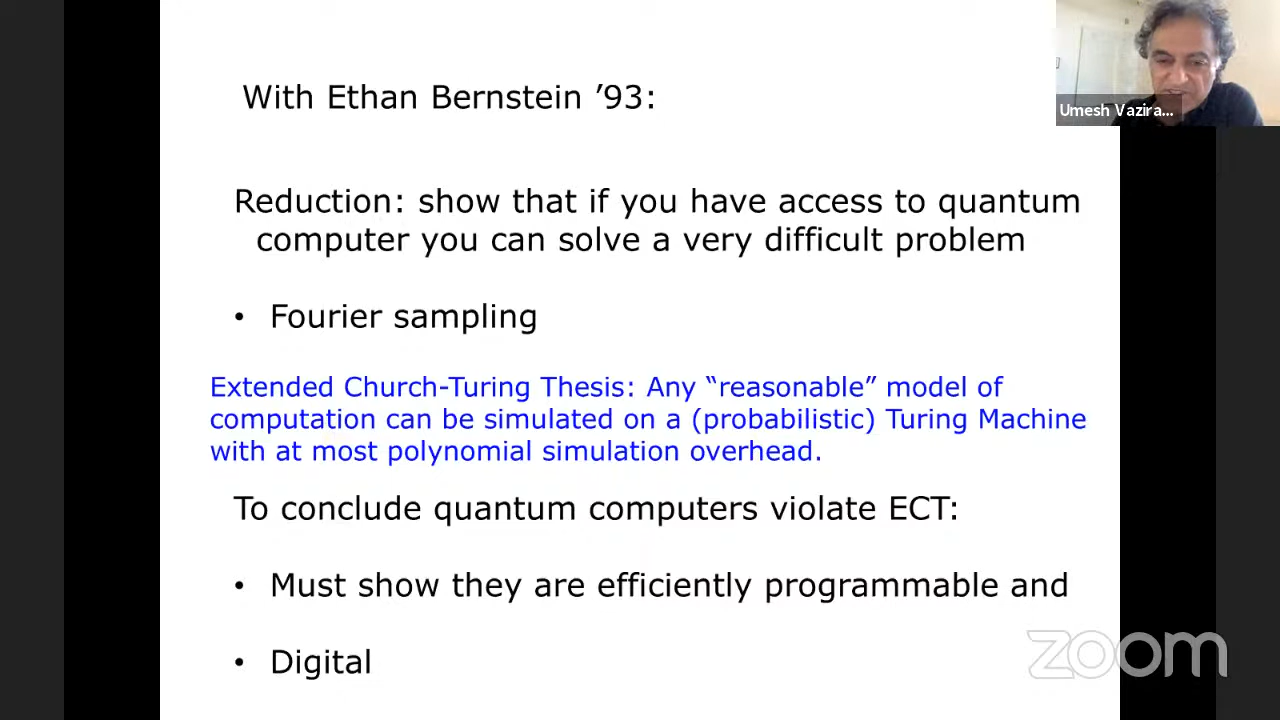 With Ethan Bernstein ’93:
Umesh Vazira...
Reduction: show that if you have access to quantum
computer you can solve a very difficult problem
• Fourier sampling
Extended Church-Turing Thesis: Any “reasonable” model of
computation can be simulated on a (probabilistic) Turing Machine
with at most polynomial simulation overhead.
To conclude quantum computers violate ECT:
• Must show they are efficiently programmable and
• Digital
zoom